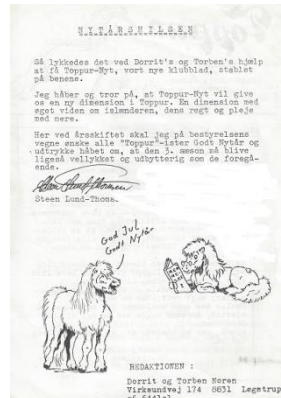 NYTÅRSHILSEN
Så lykkedes det ved Dorrit's og Torben's hjælp
at få Toppur-Nyt, vort nye klubblad, stablet
på benene.
Jeg håber og tror på, at Toppur-Nyt vil give
os en ny dimension i Toppur. En dimension med
øget viden om islænderen, dens røgt og pleje
med mere.
Her ved årsskiftet skal jeg på bestyrelsens
vegne ønske alle "Toppur"-ister Godt Nytår og
udtrykke håbet om, at den 3. sæson må blive
ligeså vellykket og udbytterig som de foregå-
ende.
Steen Lund-Thoms.
God Jul
Godt Nytår
REDAKTIONEN :
Dorrit og Torben Noren
Virksundvej 174 8831 Løgstrup